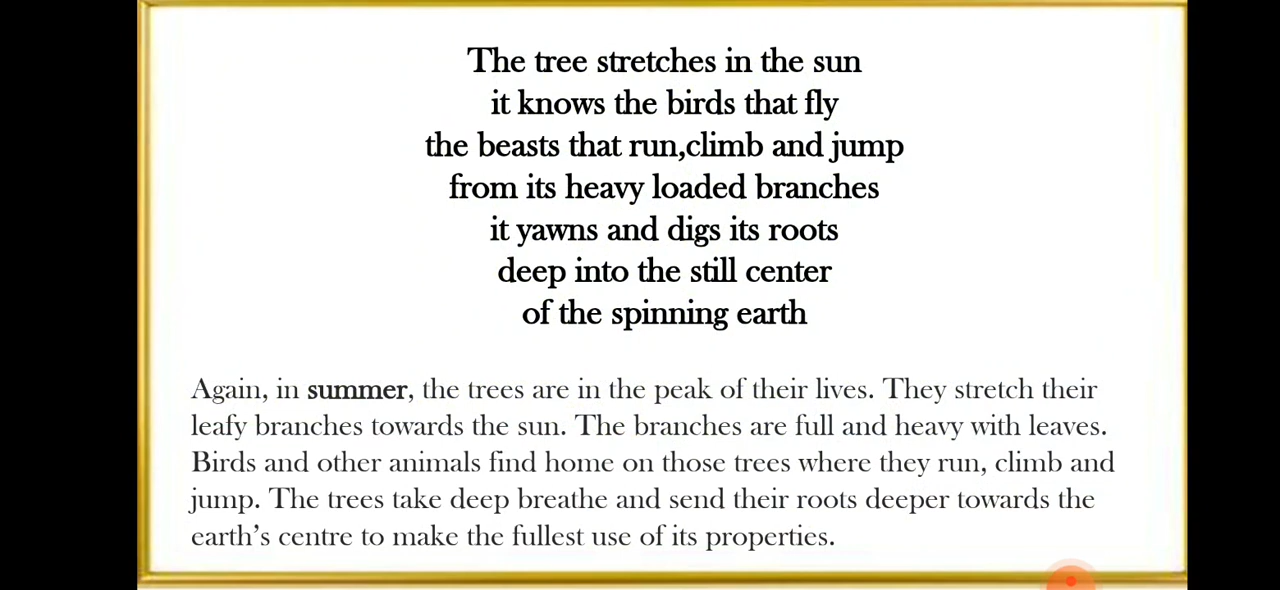 The tree stretches in the sun
it knows the birds that fly
the beasts that run,climb and jump
from its heavy loaded branches
it yawns and digs its roots
deep into the still center
of the spinning earth
Again, in summer, the trees are in the peak of their lives. They stretch their
leafy branches towards the sun. The branches are full and heavy with leaves.
Birds and other animals find home on those trees where they run, climb and
jump. The trees take deep breathe and send their roots deeper towards the
earth’s centre to make the fullest use of its properties.